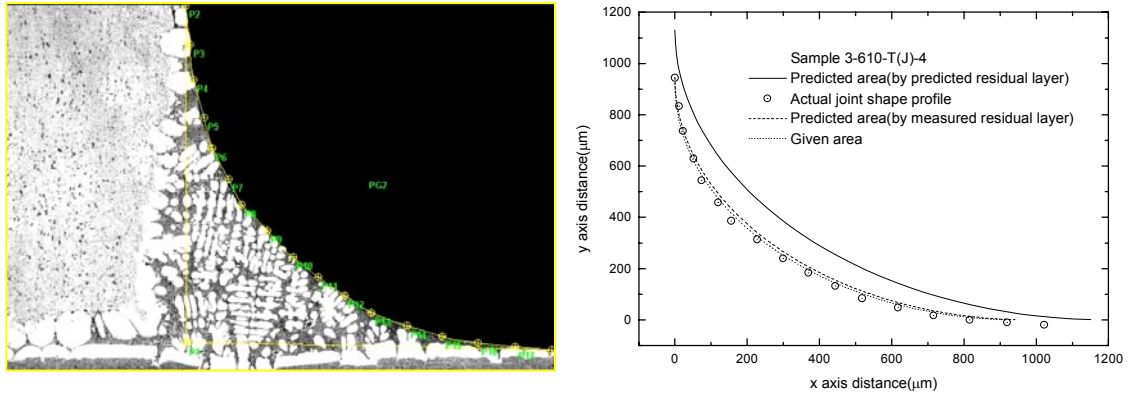 P2
P3
P4
P5
P6
P7
PG2
Sample 3-610-T(J)-4
Predicted area(by predicted residual layer)
Actual joint shape profile
Predicted area(by measured residual layer)
Given area
y axis distance(μm)
1200
1000
800
600
400
200
0
0 200 400 600 800 1000 1200
x axis distance(μm)